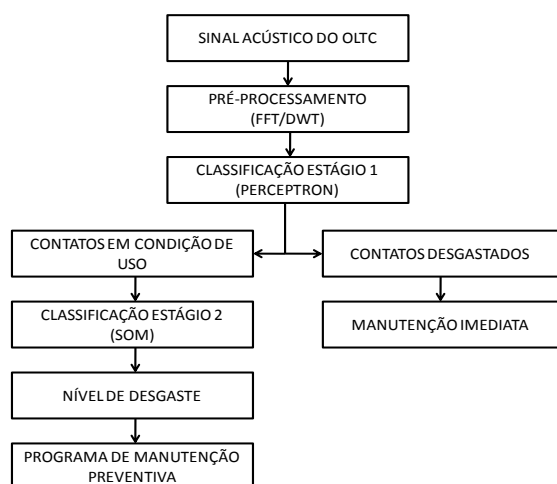 SINAL ACÚSTICO DO OLTC
PRÉ-PROCESSAMENTO
(FFT/DWT)
CLASSIFICAÇÃO ESTÁGIO 1
(PERCEPTRON)
CONTATOS EM CONDIÇÃO DE
USO
CONTATOS DESGASTADOS
CLASSIFICAÇÃO ESTÁGIO 2
(SOM)
MANUTENÇÃO IMEDIATA
NÍVEL DE DESGASTE
PROGRAMA DE MANUTENÇÃO
PREVENTIVA